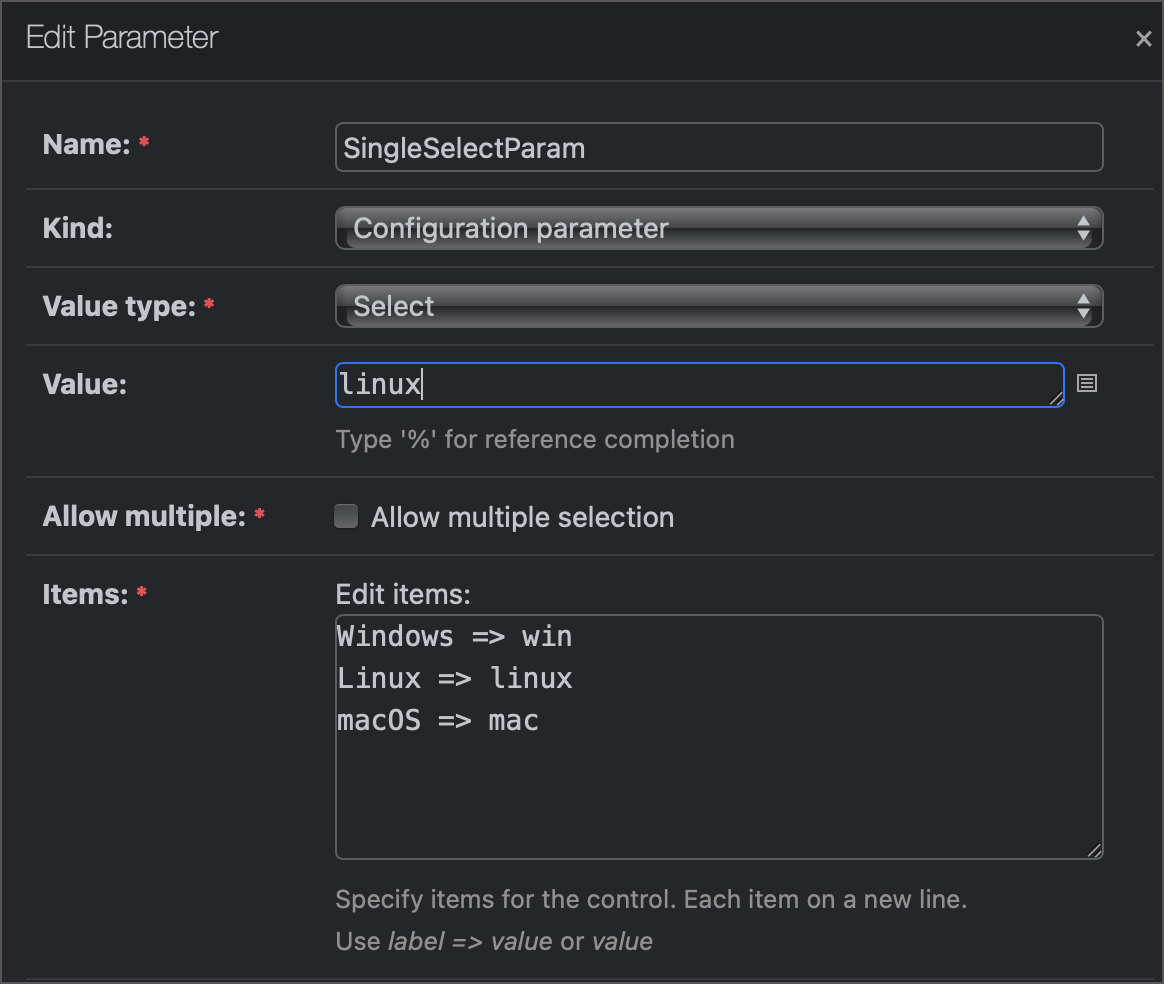 Edit Parameter ×
Name: * SingleSelectParam
Kind: Configuration parameter
Value type: * Select
Value: linux
Type '%' for reference completion
Allow multiple: * Allow multiple selection
Items: * Edit items:
Windows => win
Linux => linux
macOS => mac
Specify items for the control. Each item on a new line.
Use label => value or value